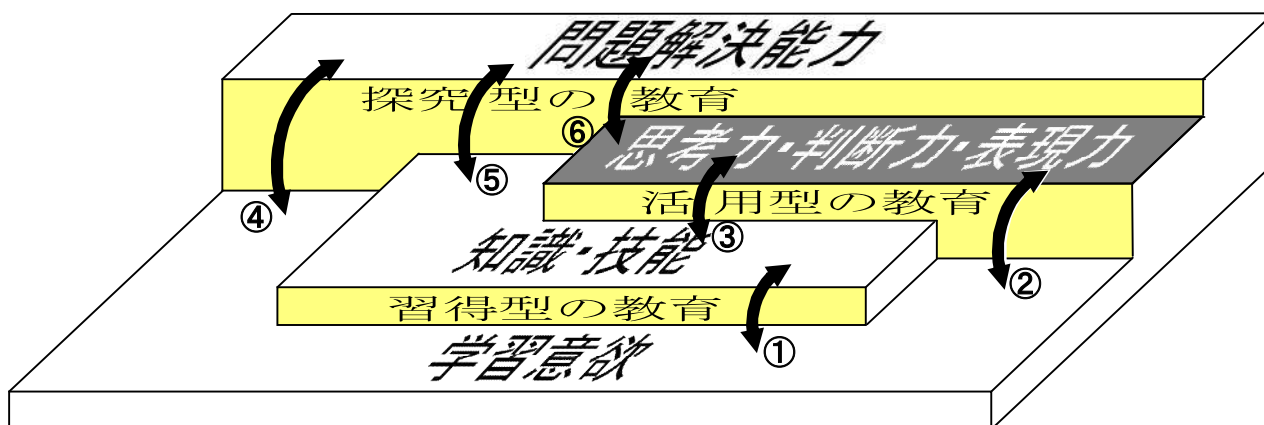 問題解決能力
探究型の教育
④
⑤
⑥
思考力・判断力・表現力
活用型の教育
③
②
知識・技能
習得型の教育
①
学習意欲